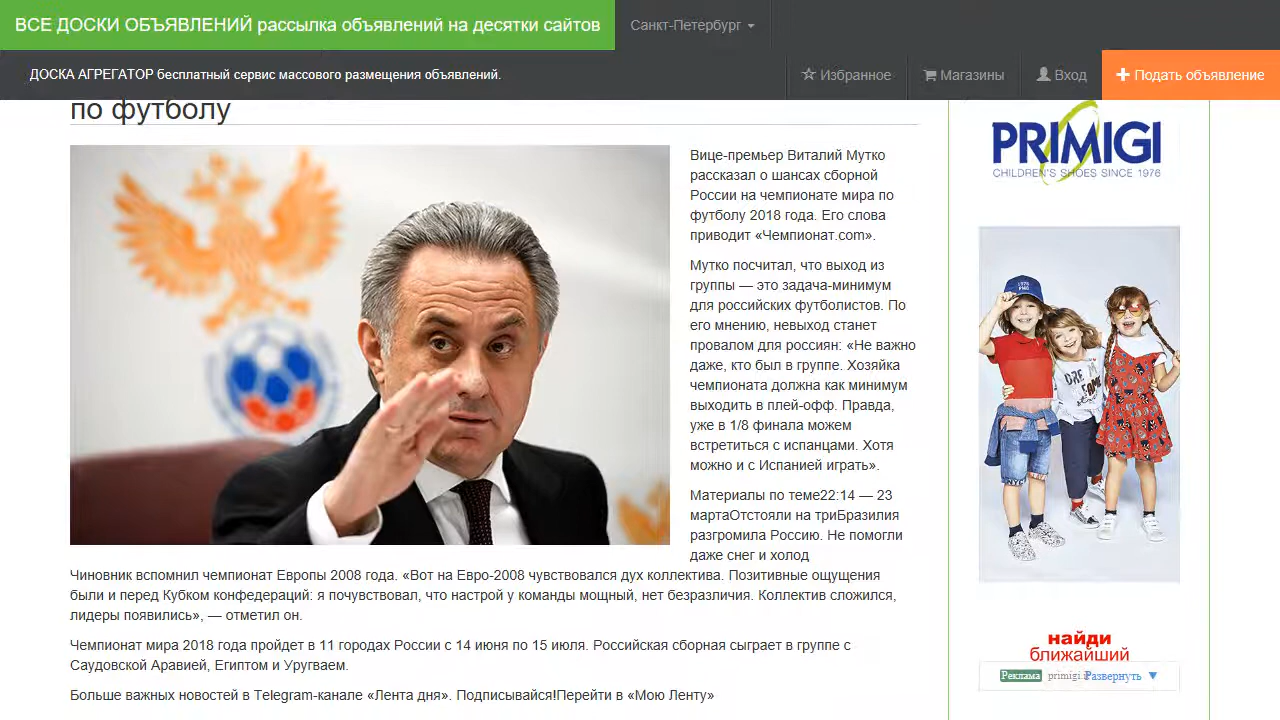 ВСЕ ДОСКИ ОБЪЯВЛЕНИЙ рассылка объявлений на десятки сайтов
Санкт-Петербург
ДОСКА АГРЕГАТОР бесплатный сервис массового размещения объявлений.
Избранное
Магазины
Вход
Подать объявление
по футболу
Вице-премьер Виталий Мутко
рассказал о шансах сборной
России на чемпионате мира по
футболу 2018 года. Его слова
приводит «Чемпионат.com».
Мутко посчитал, что выход из
группы — это задача-минимум
для российских футболистов. По
его мнению, невыход станет
провалом для россиян: «Не важно
даже, кто был в группе. Хозяйка
чемпионата должна как минимум
выходить в плей-офф. Правда,
уже в 1/8 финала можем
встретиться с испанцами. Хотя
можно и с Испанией играть».
Материалы по теме22:14 — 23
мартаОтстояли на триБразилия
разгромила Россию. Не помогли
даже снег и холод
Чиновник вспомнил чемпионат Европы 2008 года. «Вот на Евро-2008 чувствовался дух коллектива. Позитивные ощущения
были и перед Кубком конфедераций: я почувствовал, что настрой у команды мощный, нет безразличия. Коллектив сложился,
лидеры появились», — отметил он.
Чемпионат мира 2018 года пройдет в 11 городах России с 14 июня по 15 июля. Российская сборная сыграет в группе с
Саудовской Аравией, Египтом и Уругваем.
Больше важных новостей в Telegram-канале «Лента дня». Подписывайся!Перейти в «Мою Ленту»
PRIMIGI
CHILDREN'S SHOES SINCE 1976
DREAM
найди
ближайший
Реклама
primigi.
Развернуть